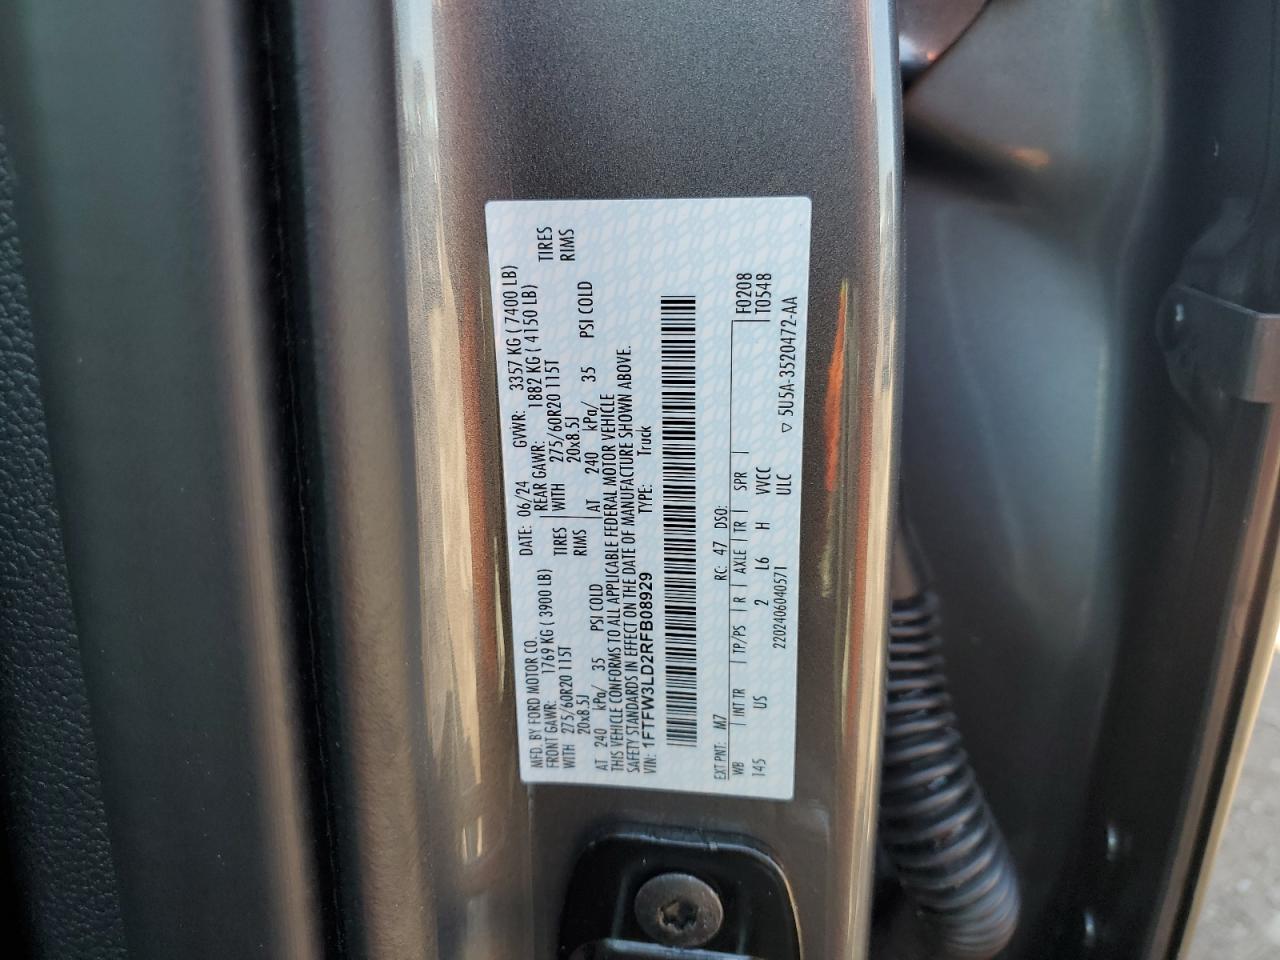 MFD. BY FORD MOTOR CO.
DATE: 06/24 GVWR: 3357 KG ( 7400 LB)
FRONT GAWR: 1769 KG ( 3900 LB) REAR GAWR: 1882 KG ( 4150 LB)
WITH 275/60R20 115T TIRES WITH 275/60R20 115T TIRES
20x8.5J RIMS 20x8.5J RIMS
AT 240 kPa/ 35 PSI COLD AT 240 kPa/ 35 PSI COLD
THIS VEHICLE CONFORMS TO ALL APPLICABLE FEDERAL MOTOR VEHICLE
SAFETY STANDARDS IN EFFECT ON THE DATE OF MANUFACTURE SHOWN ABOVE.
VIN: 1FTFW3LD2RFB08929 TYPE: Truck
EXT PNT: M7 RC: 47 DSO:
WB INT TR TP/PS R AXLE TR SPR F0208
145 US 2 L6 H VVCC T0548
2202406040571 ULC
▽ 5U5A-3520472-AA